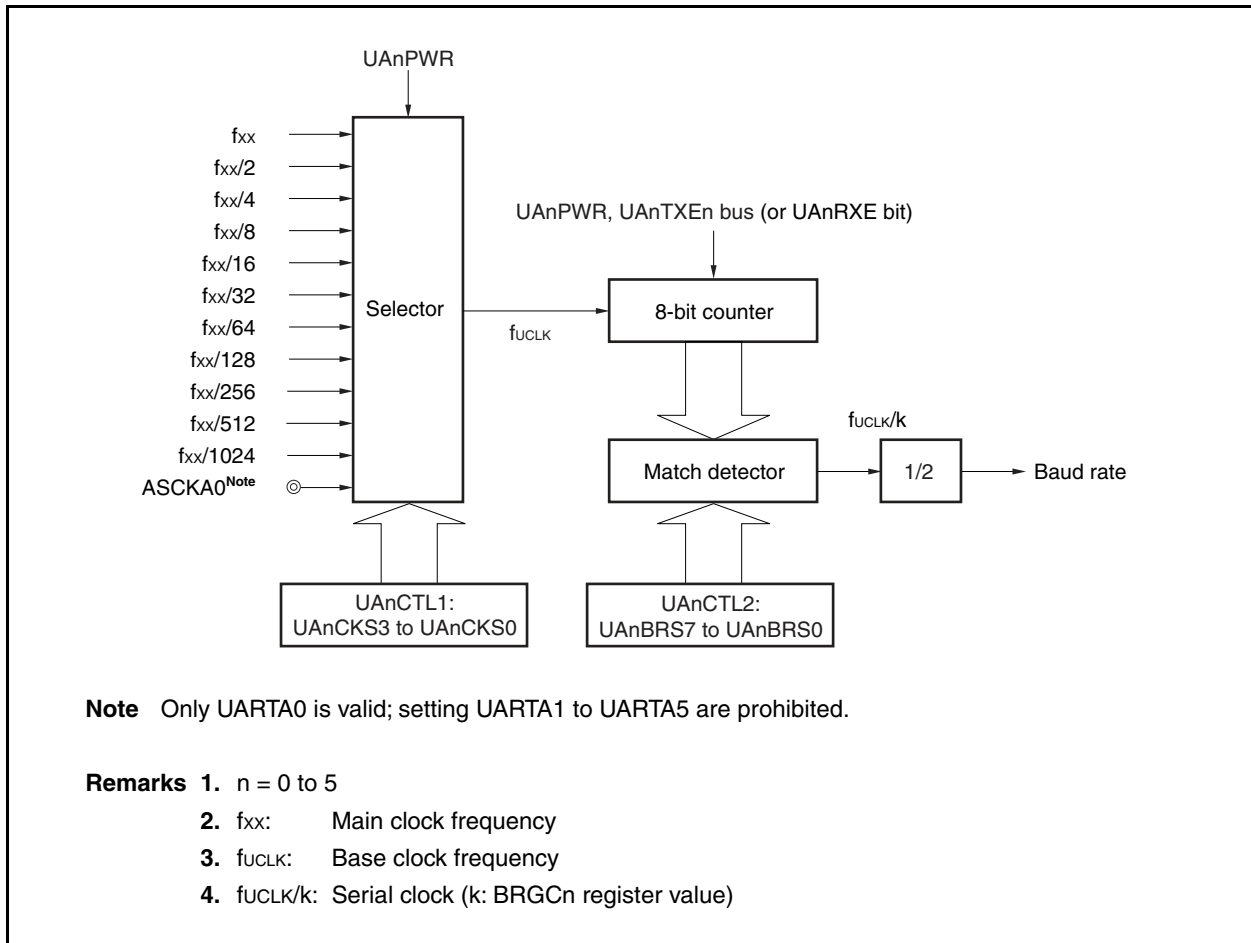 UAnPWR
fxx
fxx/2
fxx/4
fxx/8
fxx/16
fxx/32
fxx/64
fxx/128
fxx/256
fxx/512
fxx/1024
ASCKA0Note
Selector
fUCLK
UAnPWR, UAnTXEn bus (or UAnRXE bit)
8-bit counter
Match detector
fUCLK/k
1/2
Baud rate
UAnCTL1:
UAnCKS3 to UAnCKS0
UAnCTL2:
UAnBRS7 to UAnBRS0
Note Only UARTA0 is valid; setting UARTA1 to UARTA5 are prohibited.
Remarks 1. n = 0 to 5
2. fxx: Main clock frequency
3. fUCLK: Base clock frequency
4. fUCLK/k: Serial clock (k: BRGCn register value)